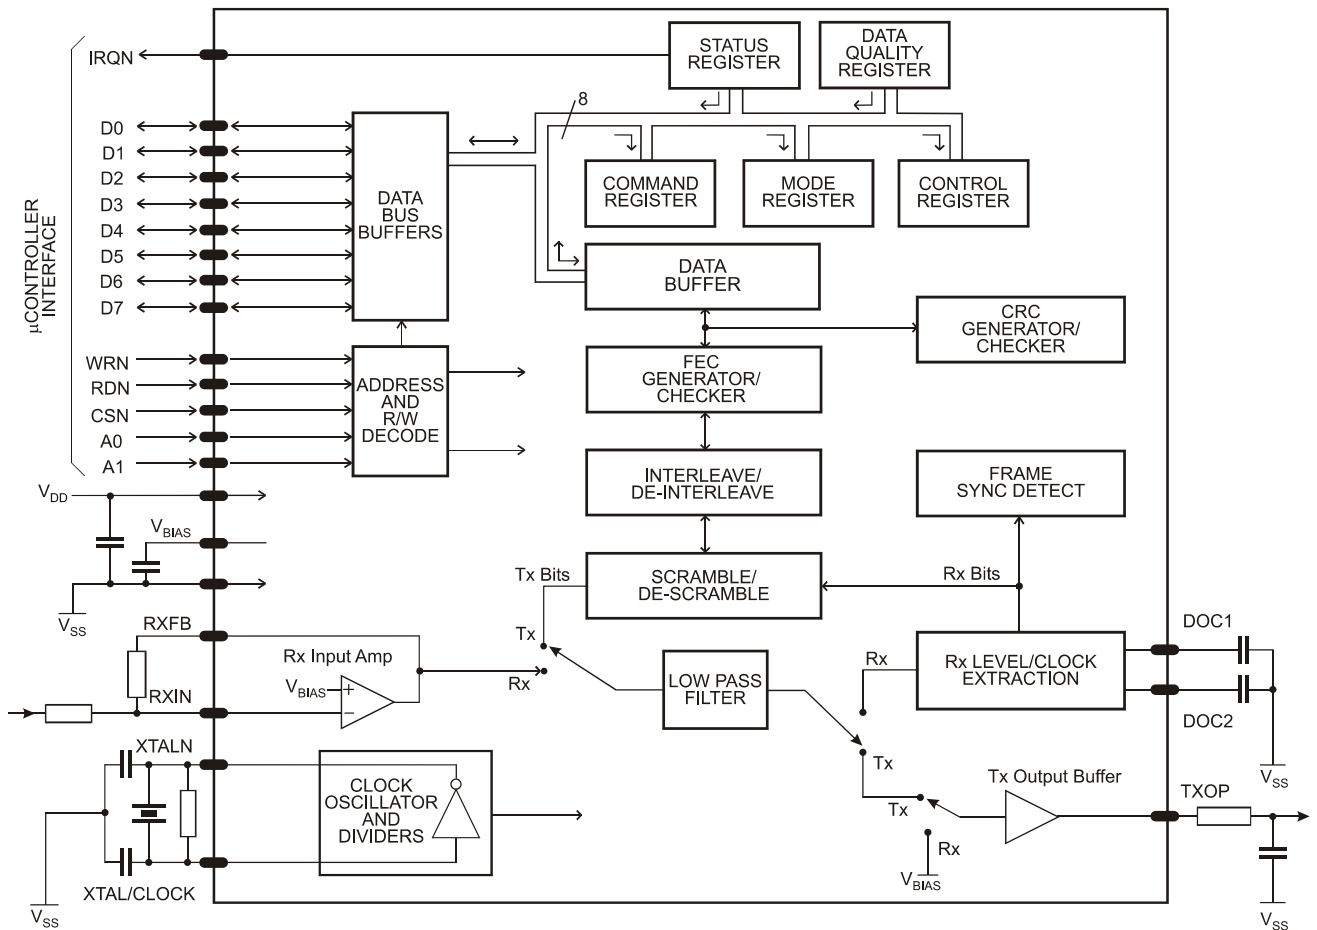 STATUS
REGISTER
DATA
QUALITY
REGISTER
IRQN
8
D0
D1
D2
D3
D4
D5
D6
D7
µCONTROLLER
INTERFACE
DATA
BUS
BUFFERS
COMMAND
REGISTER
MODE
REGISTER
CONTROL
REGISTER
DATA
BUFFER
CRC
GENERATOR/
CHECKER
WRN
RDN
CSN
A0
A1
ADDRESS
AND
R/W
DECODE
FEC
GENERATOR/
CHECKER
INTERLEAVE/
DE-INTERLEAVE
FRAME
SYNC DETECT
VDD
VBIAS
VSS
Tx Bits
SCRAMBLE/
DE-SCRAMBLE
Rx Bits
RXFB
Rx Input Amp
VBIAS
+
−
RXIN
Tx
Rx
LOW PASS
FILTER
Rx
Tx
Rx LEVEL/CLOCK
EXTRACTION
DOC1
DOC2
VSS
XTALN
CLOCK
OSCILLATOR
AND
DIVIDERS
XTAL/CLOCK
VSS
Tx
Rx
VBIAS
Tx Output Buffer
TXOP
VSS